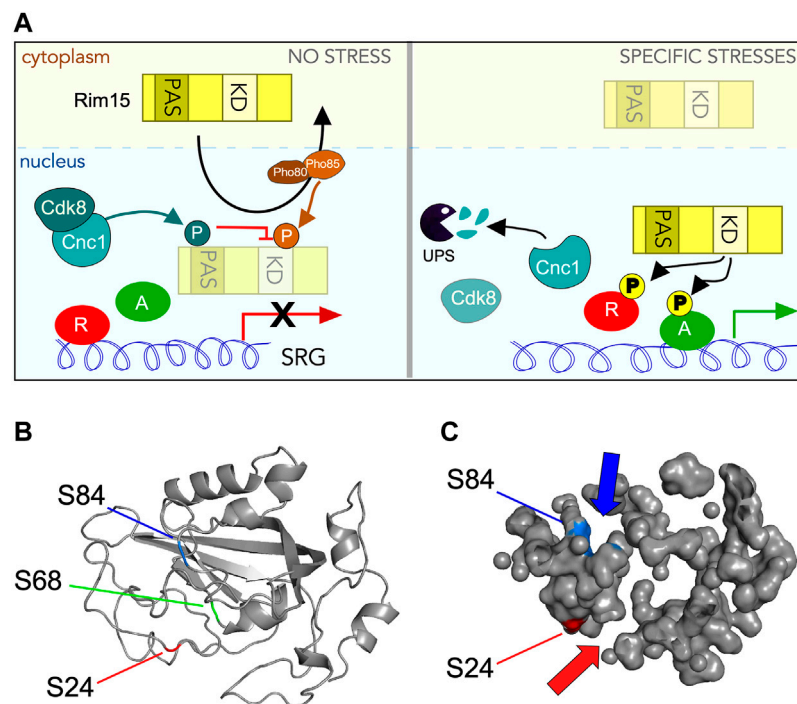 A
cytoplasm
NO STRESS
SPECIFIC STRESSES
Rim15
PAS
KD
PAS
KD
nucleus
Pho80
Pho85
Cdk8
Cnc1
P
P
PAS
KD
UPS
Cnc1
PAS
KD
Cdk8
P
P
R
A
R
A
X
SRG
B
C
S84
S84
S68
S24
S24